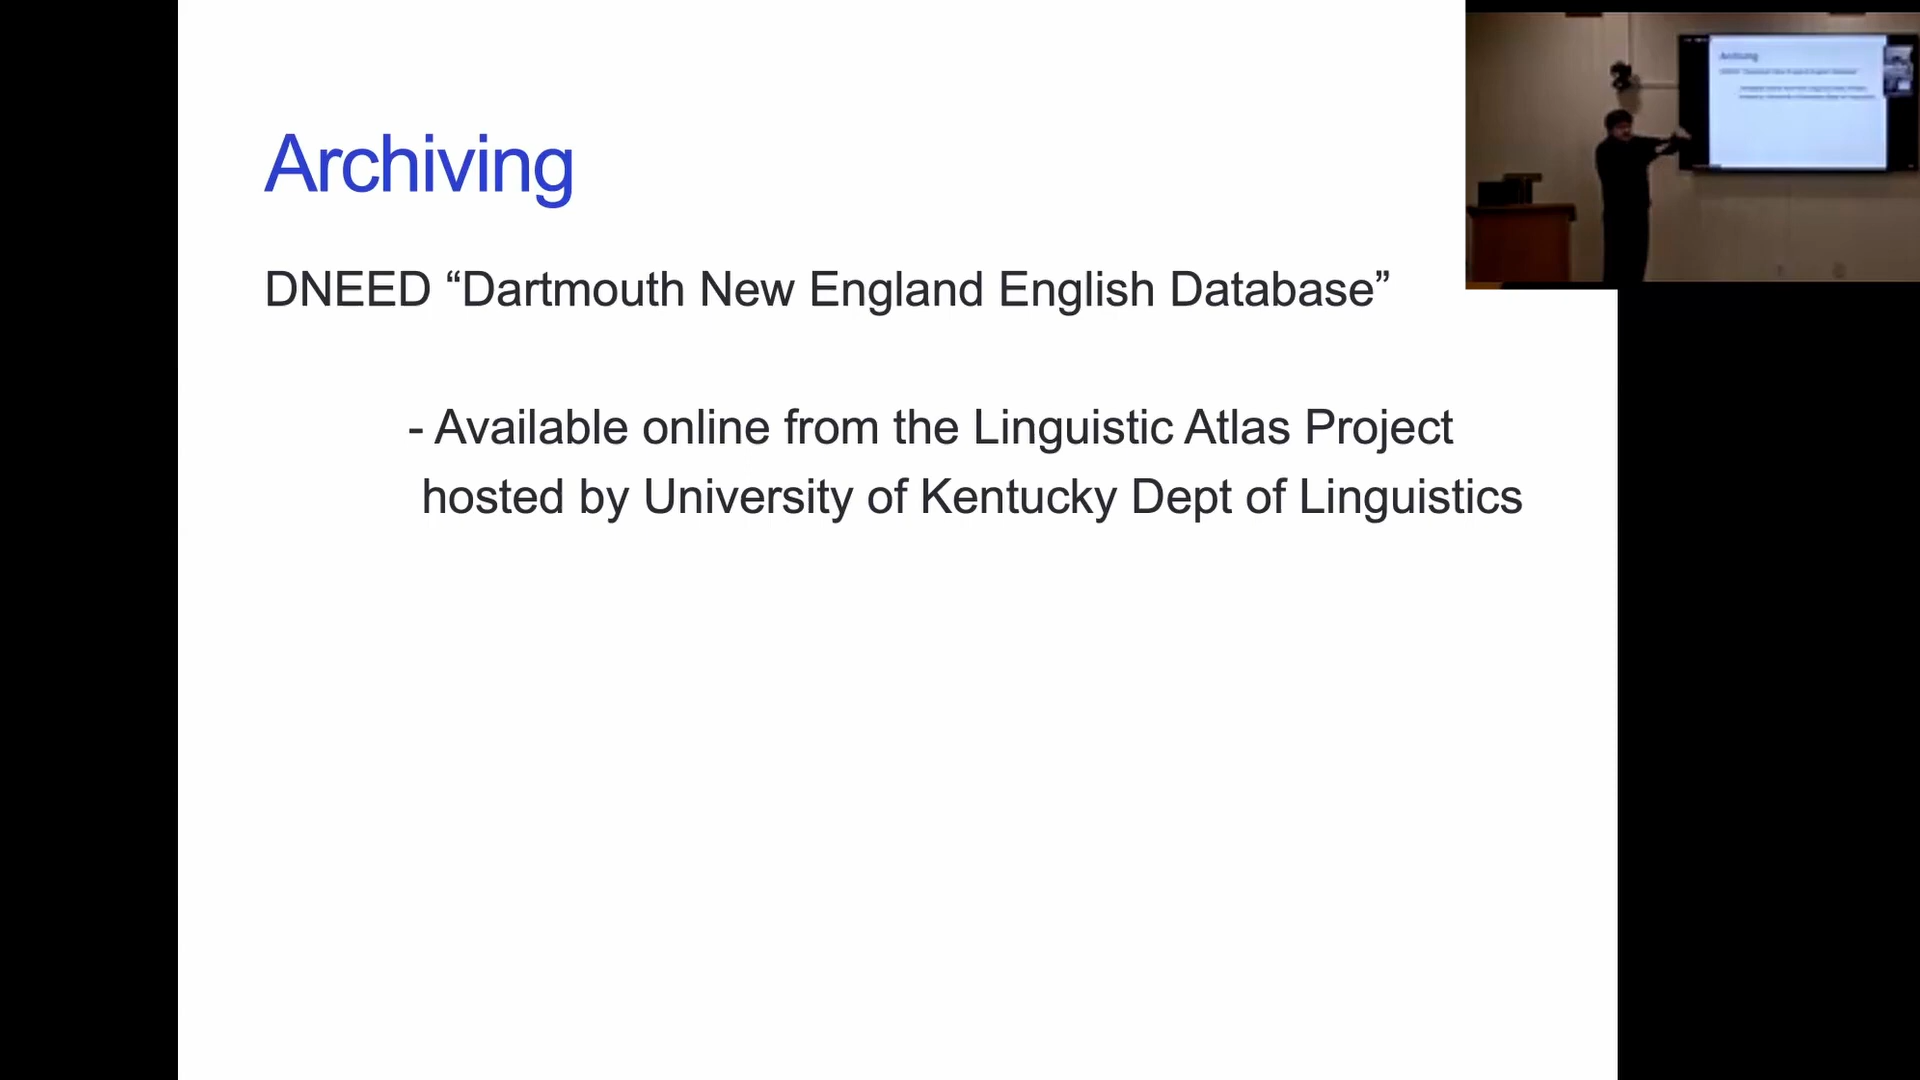 Archiving
DNEED “Dartmouth New England English Database”
- Available online from the Linguistic Atlas Project
hosted by University of Kentucky Dept of Linguistics